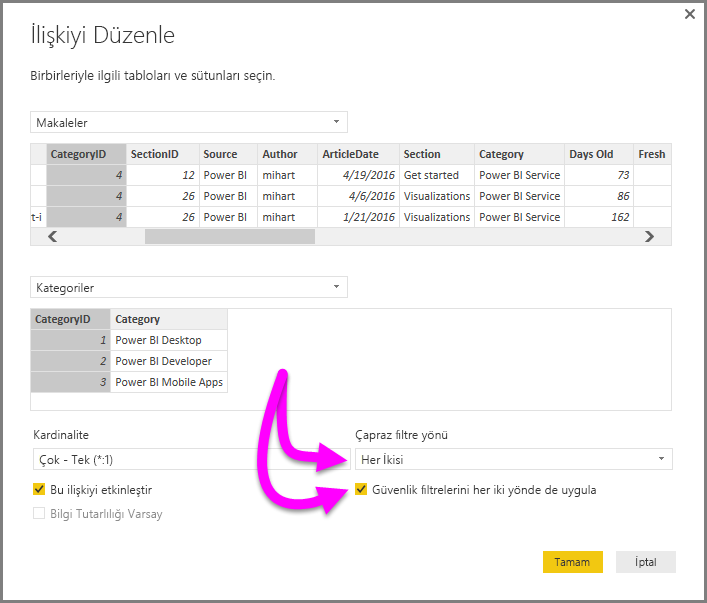 İlişkiyi Düzenle
Birbirleriyle ilgili tabloları ve sütunları seçin.
Makaleler
CategoryID SectionID Source Author ArticleDate Section Category Days Old Fresh
4 12 Power BI mihart 4/19/2016 Get started Power BI Service 73
4 26 Power BI mihart 4/6/2016 Visualizations Power BI Service 86
t-i 4 26 Power BI mihart 1/21/2016 Visualizations Power BI Service 162
Kategoriler
CategoryID Category
1 Power BI Desktop
2 Power BI Developer
3 Power BI Mobile Apps
Kardinalite Çapraz filtre yönü
Çok - Tek (*:1) Her İkisi
Bu ilişkiyi etkinleştir Güvenlik filtrelerini her iki yönde de uygula
Bilgi Tutarlılığı Varsay
Tamam İptal